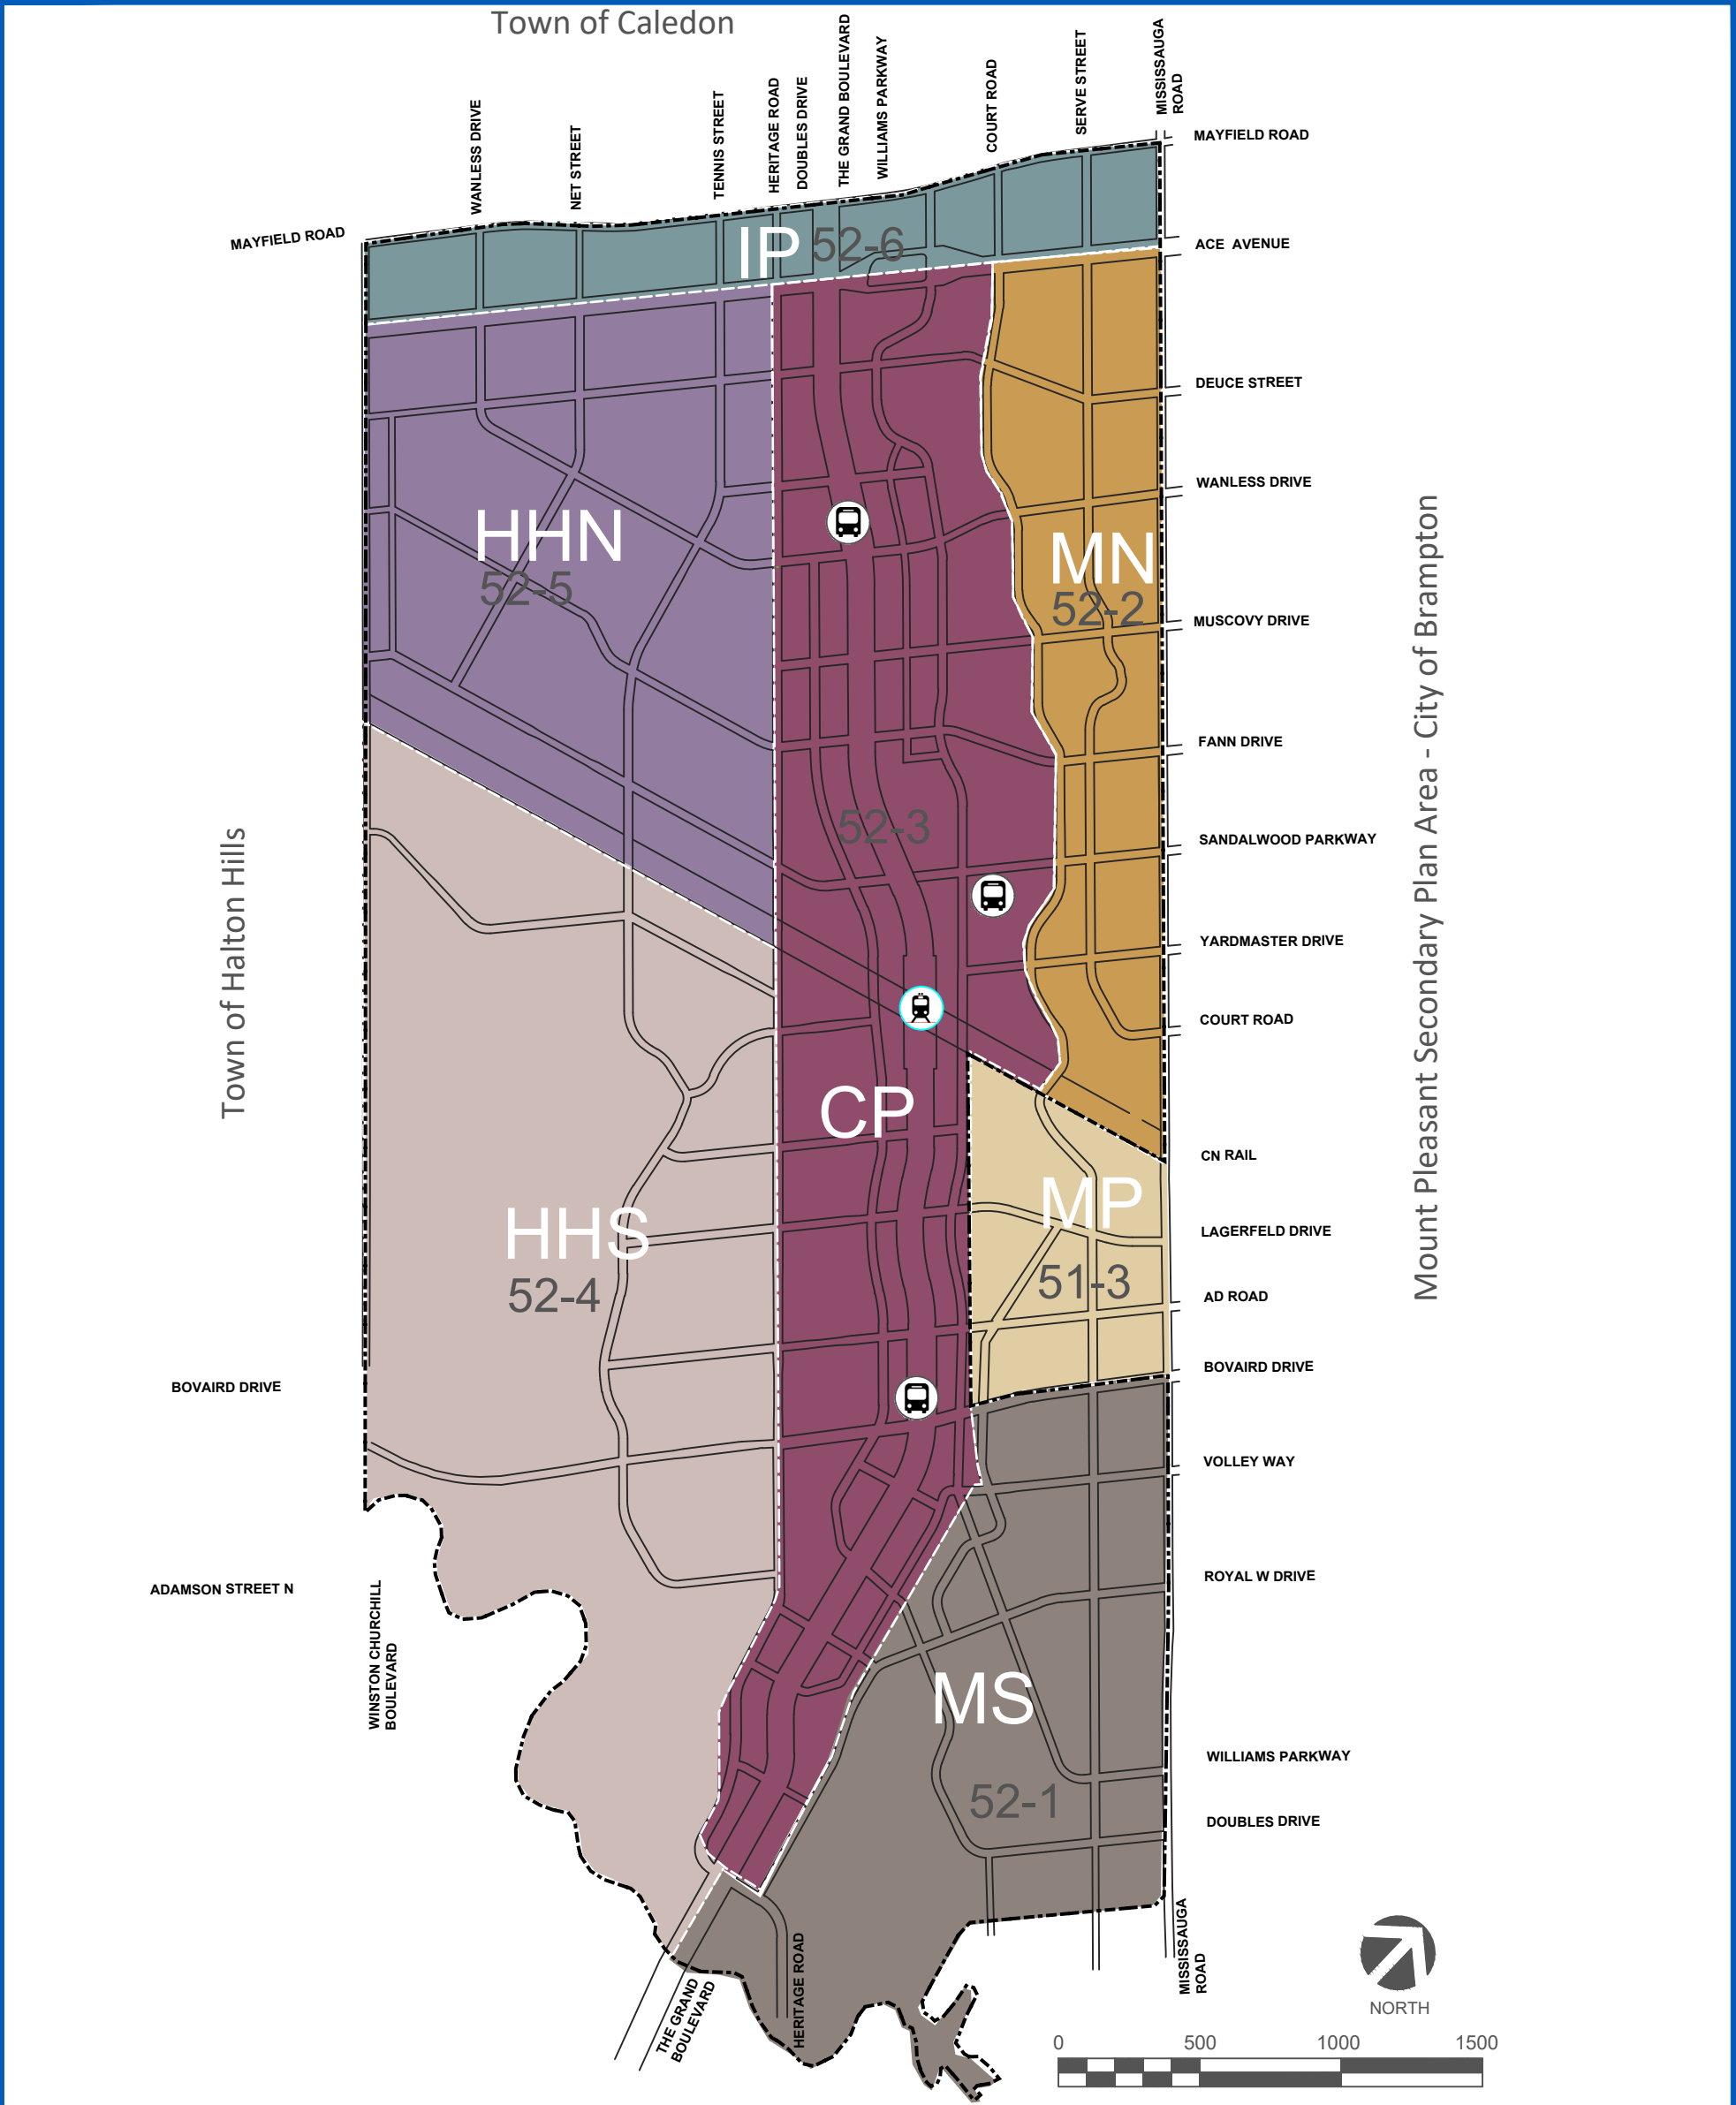 Town of Caledon
WANLESS DRIVE
NET STREET
TENNIS STREET
HERITAGE ROAD
DOUBLES DRIVE
THE GRAND BOULEVARD
WILLIAMS PARKWAY
COURT ROAD
SERVE STREET
MISSISSAUGA
ROAD
MAYFIELD ROAD
MAYFIELD ROAD
ACE AVENUE
IP 52-6
DEUCE STREET
WANLESS DRIVE
HHN
52-5
MN
52-2
MUSCOVY DRIVE
FANN DRIVE
52-3
SANDALWOOD PARKWAY
Town of Halton Hills
Mount Pleasant Secondary Plan Area - City of Brampton
YARDMASTER DRIVE
COURT ROAD
CP
CN RAIL
MP
51-3
LAGERFELD DRIVE
HHS
52-4
AD ROAD
BOVAIRD DRIVE
BOVAIRD DRIVE
VOLLEY WAY
ADAMSON STREET N
ROYAL W DRIVE
WINSTON CHURCHILL
BOULEVARD
MS
52-1
WILLIAMS PARKWAY
DOUBLES DRIVE
MISSISSAUGA
ROAD
HERITAGE ROAD
THE GRAND
BOULEVARD
NORTH
0 500 1000 1500